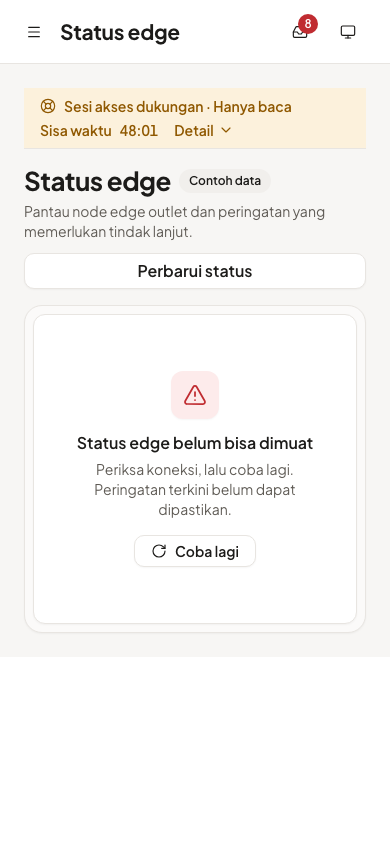 Status edge
8
Sesi akses dukungan · Hanya baca
Sisa waktu 48:01 Detail
Status edge
Contoh data
Pantau node edge outlet dan peringatan yang
memerlukan tindak lanjut.
Perbarui status
Status edge belum bisa dimuat
Periksa koneksi, lalu coba lagi.
Peringatan terkini belum dapat
dipastikan.
Coba lagi